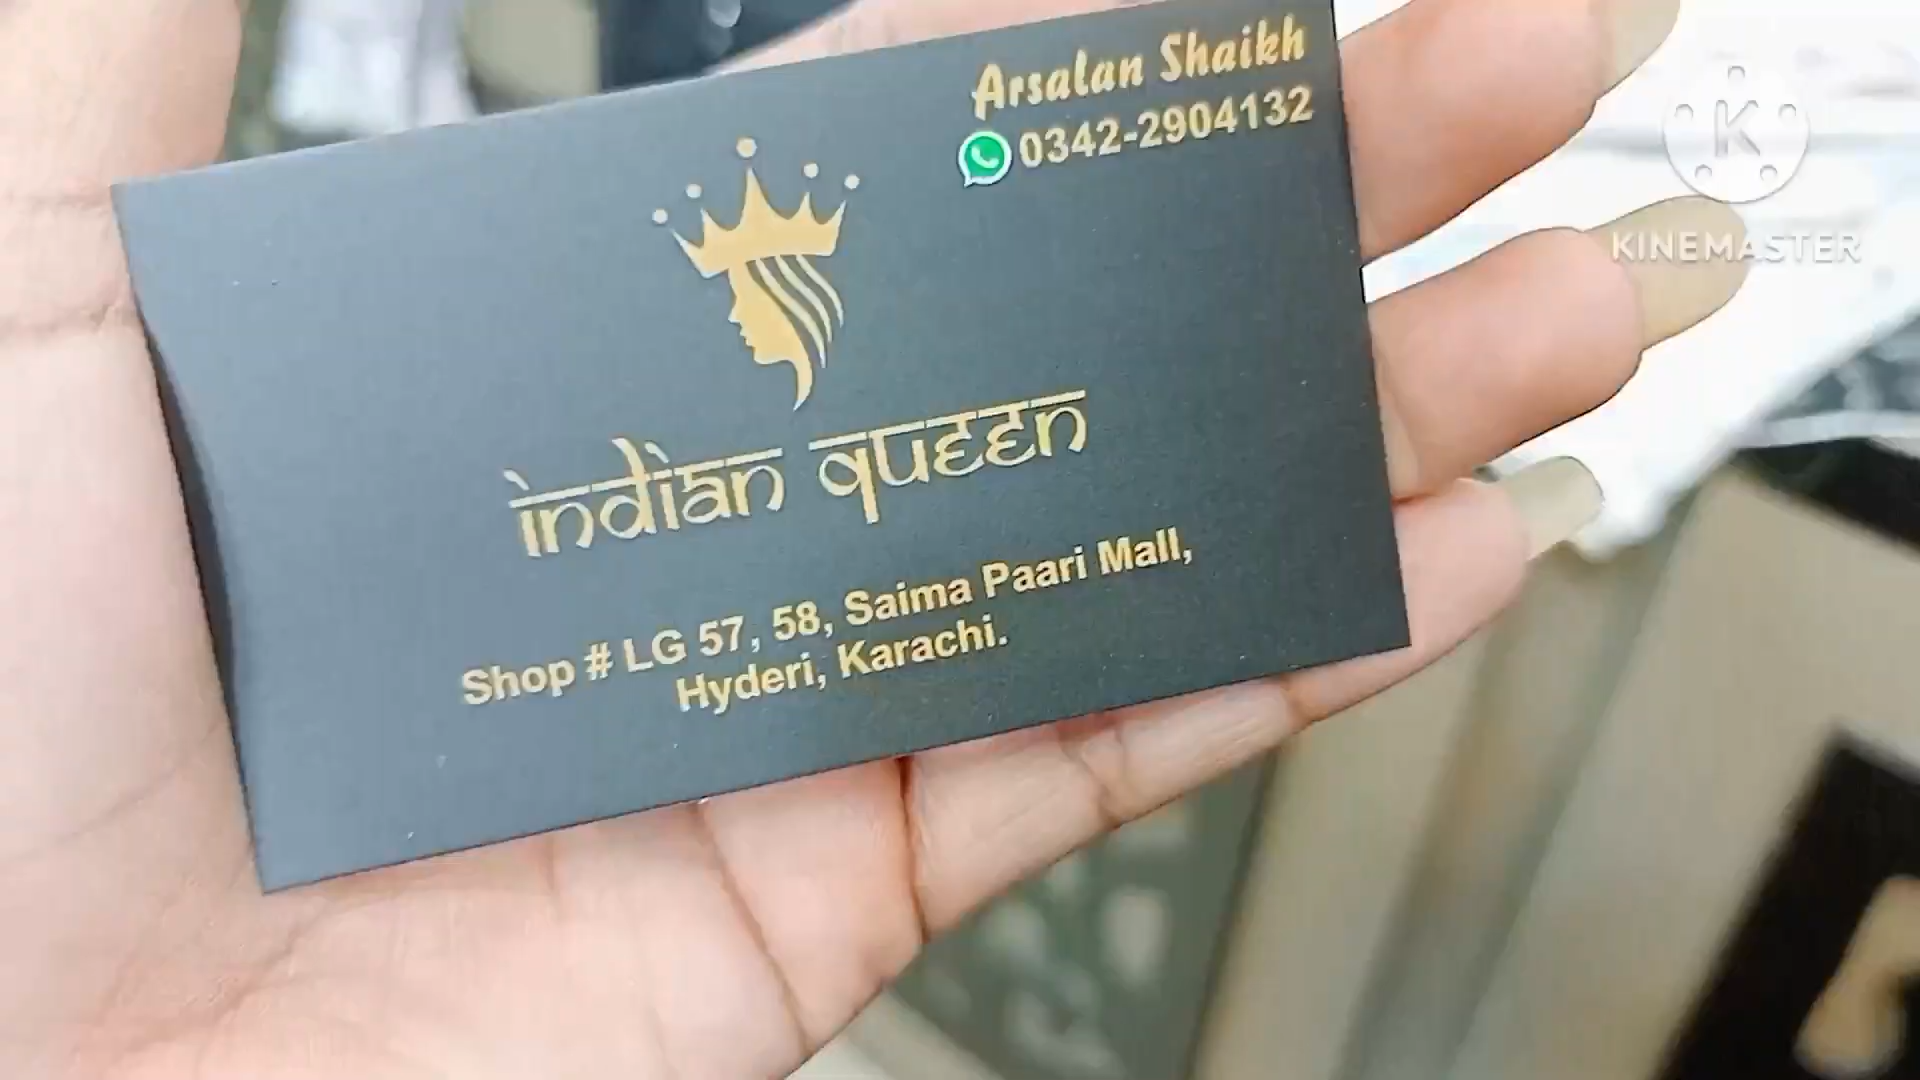 Arsalan Shaikh
0342-2904132
indian queen
Shop # LG 57, 58, Saima Paari Mall,
Hyderi, Karachi.
K
KINEMASTER